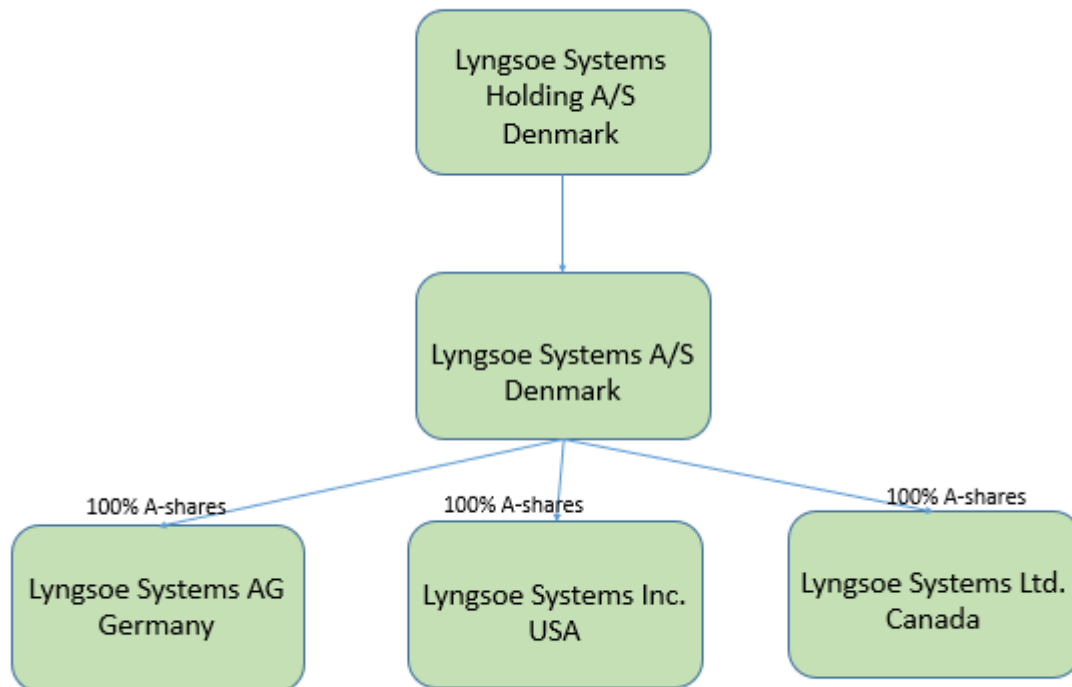 Lyngsoe Systems
Holding A/S
Denmark
Lyngsoe Systems A/S
Denmark
100% A-shares
100% A-shares
100% A-shares
Lyngsoe Systems AG
Germany
Lyngsoe Systems Inc.
USA
Lyngsoe Systems Ltd.
Canada